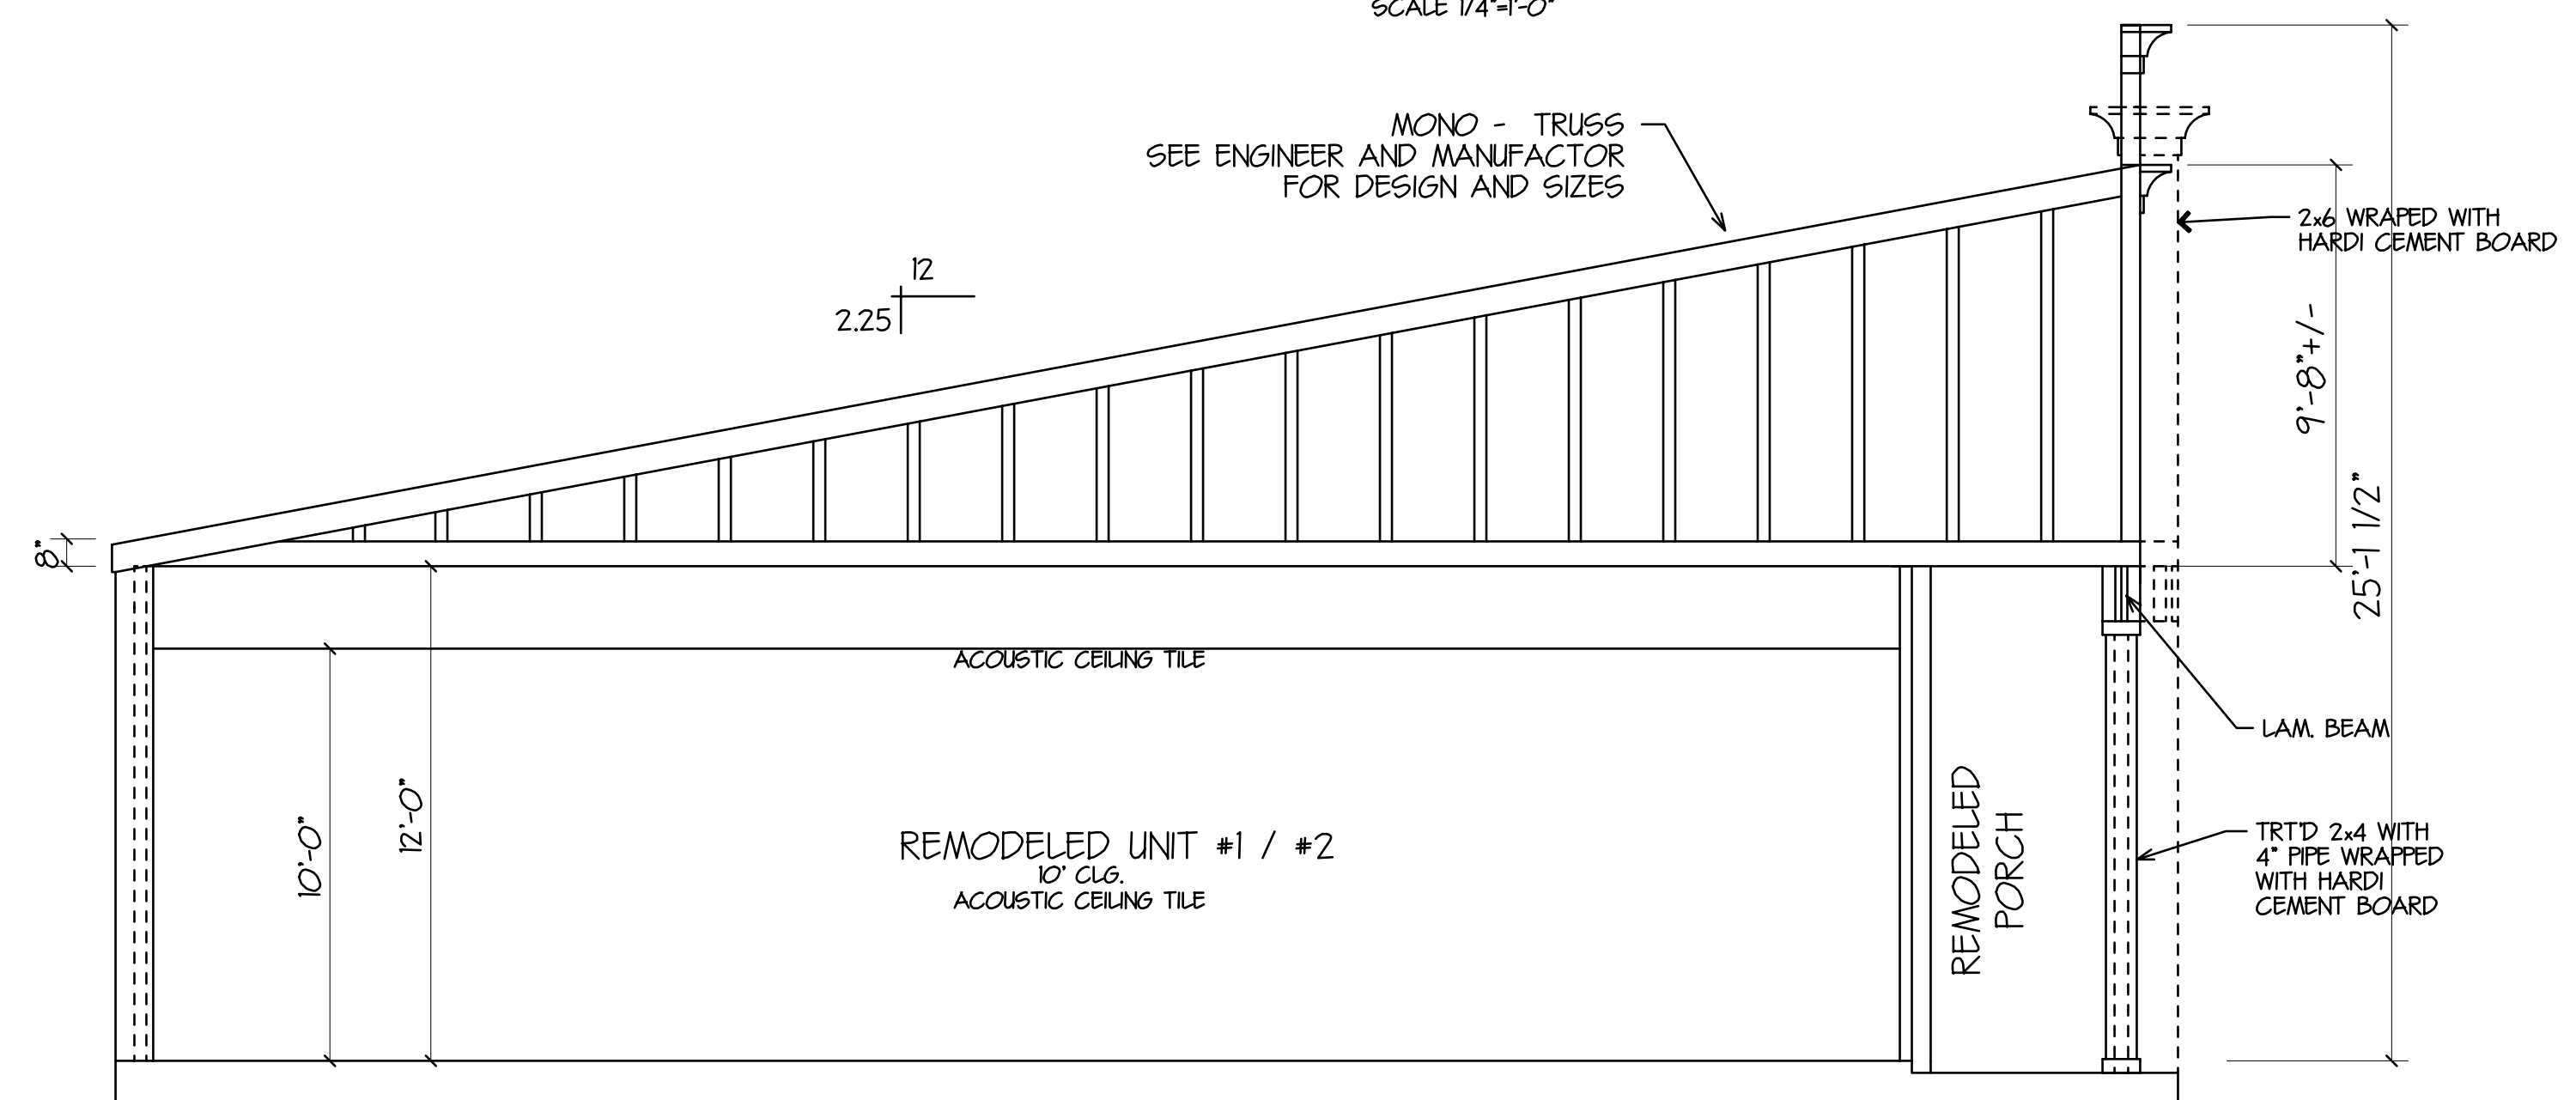 SCALE 1/4"=1'-0"
MONO - TRUSS
SEE ENGINEER AND MANUFACTOR
FOR DESIGN AND SIZES
12
2.25
2x6 WRAPED WITH
HARDI CEMENT BOARD
9'-8"+/-
25'-1 1/2"
8"
ACOUSTIC CEILING TILE
LAM. BEAM
10'-0"
12'-0"
REMODELED UNIT #1 / #2
10' CLG.
ACOUSTIC CEILING TILE
REMODELED
PORCH
TRT'D 2x4 WITH
4" PIPE WRAPPED
WITH HARDI
CEMENT BOARD